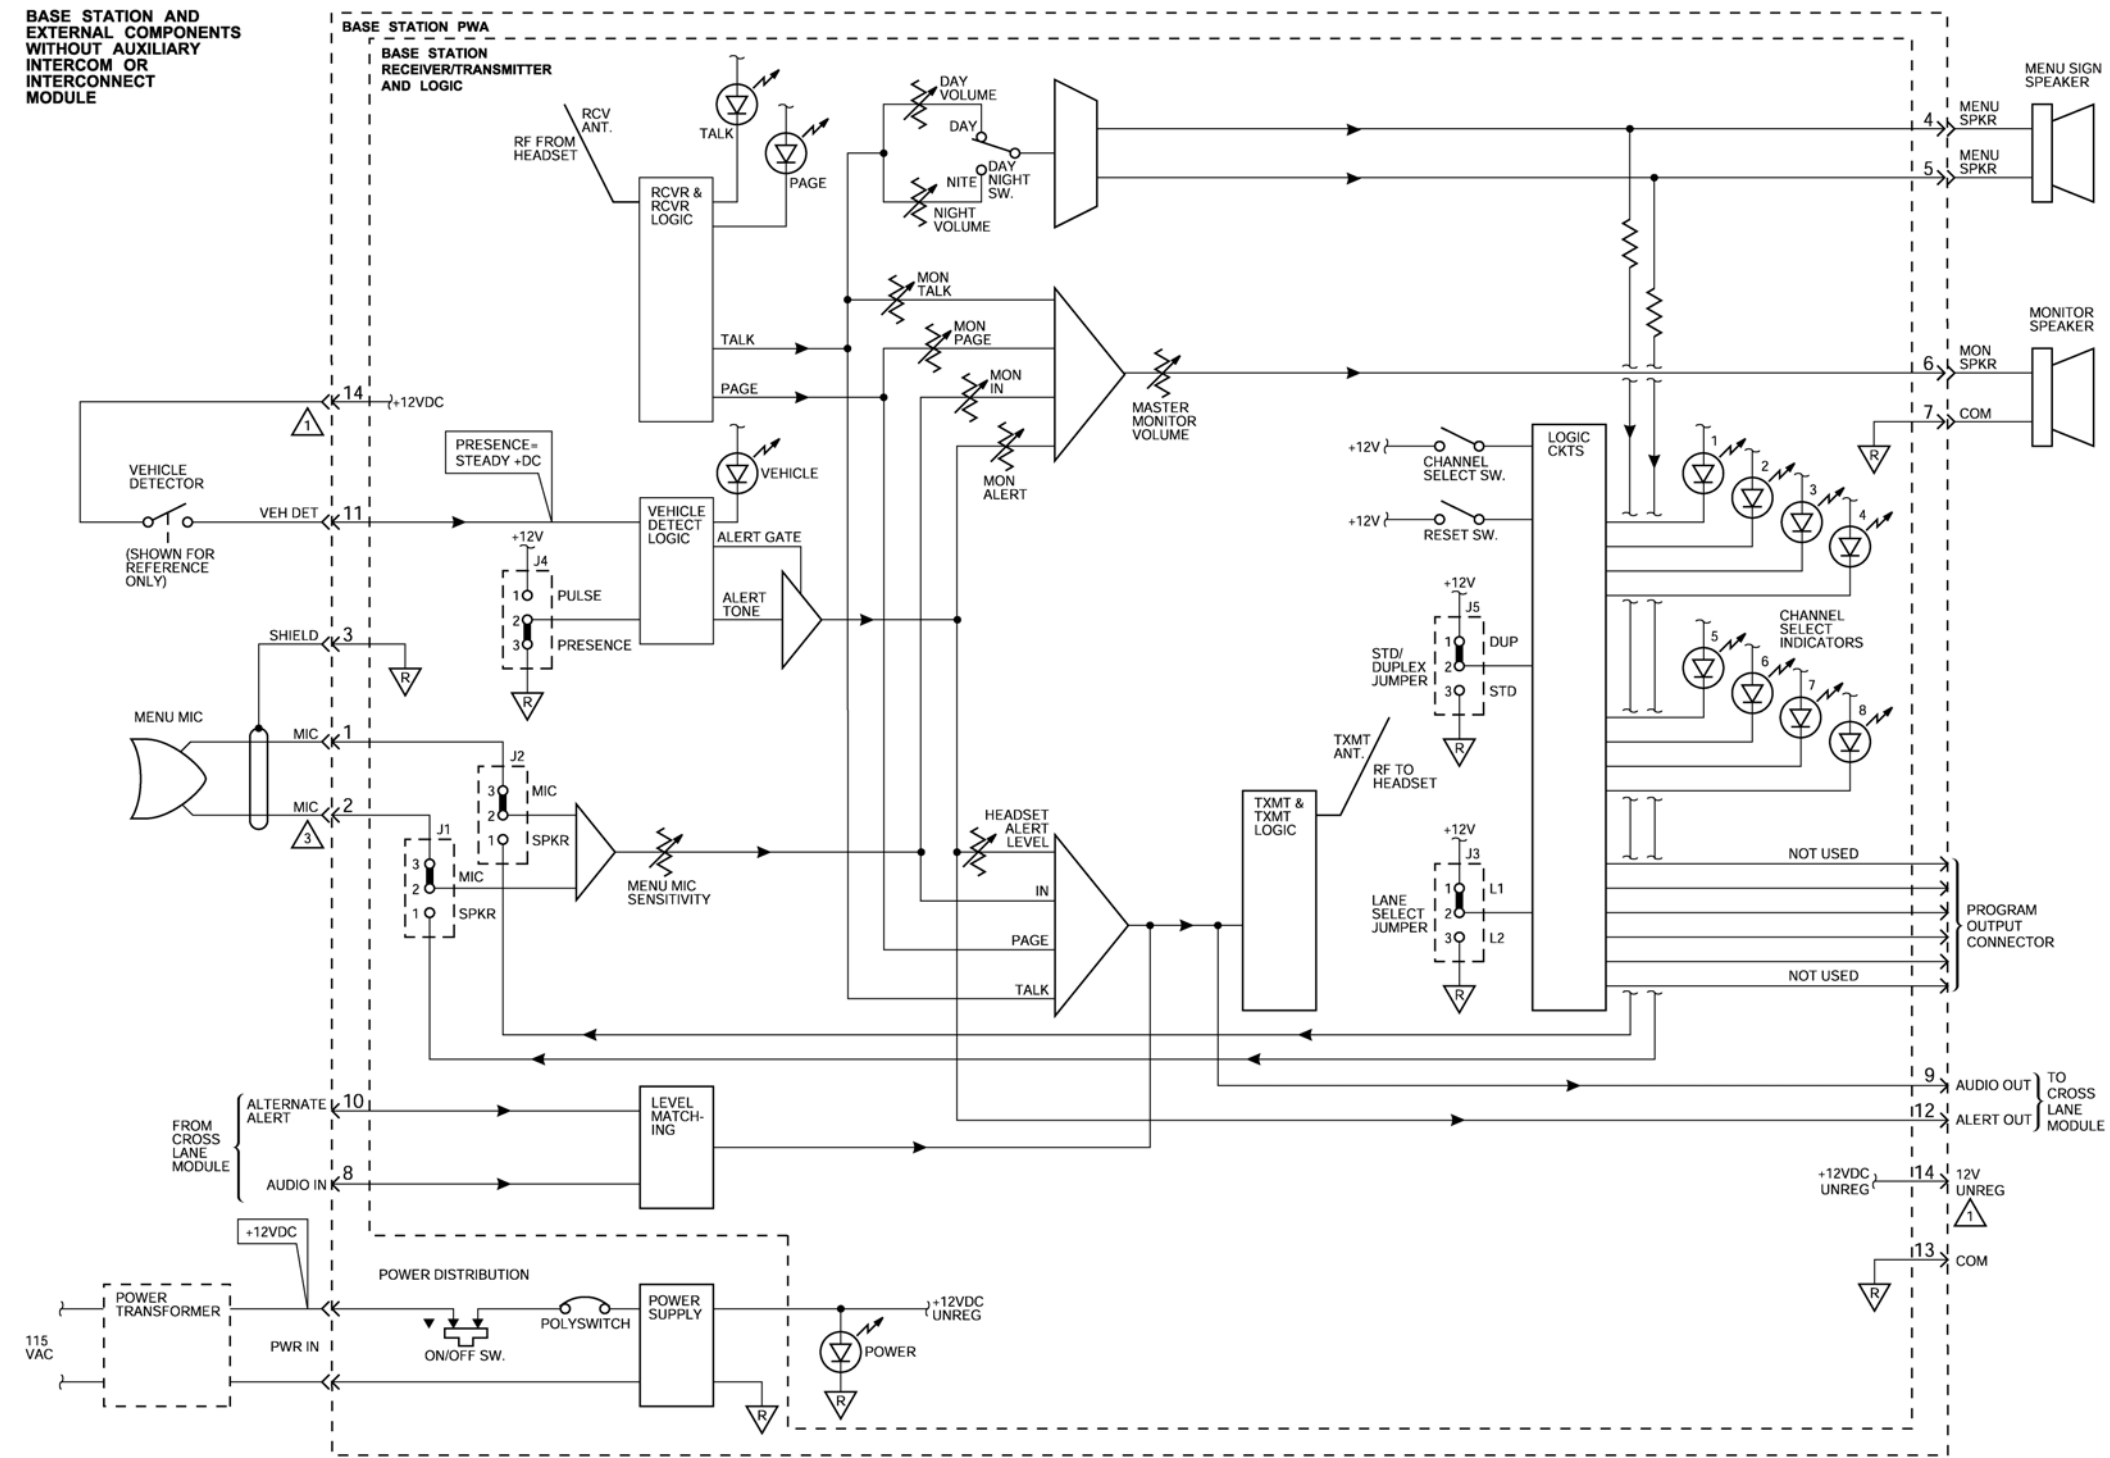 BASE STATION AND
EXTERNAL COMPONENTS
WITHOUT AUXILIARY
INTERCOM OR
INTERCONNECT
MODULE
BASE STATION PWA
BASE STATION
RECEIVER/TRANSMITTER
AND LOGIC
RCV
ANT.
RF FROM
HEADSET
TALK
PAGE
RCVR &
RCVR
LOGIC
TALK
PAGE
DAY
VOLUME
DAY
NITE
DAY
NIGHT
SW.
NIGHT
VOLUME
4
MENU
SPKR
5
MENU
SPKR
MENU SIGN
SPEAKER
MON
TALK
MON
PAGE
MON
IN
MON
ALERT
MASTER
MONITOR
VOLUME
6
MON
SPKR
7
COM
MONITOR
SPEAKER
R
14
+12VDC
1
VEHICLE
DETECTOR
(SHOWN FOR
REFERENCE
ONLY)
VEH DET
11
PRESENCE=
STEADY +DC
VEHICLE
VEHICLE
DETECT
LOGIC
ALERT GATE
ALERT
TONE
+12V
J4
1
PULSE
2
3
PRESENCE
R
SHIELD
3
R
MENU MIC
MIC
1
MIC
2
3
J2
3
MIC
2
1
SPKR
J1
3
MIC
2
1
SPKR
MENU MIC
SENSITIVITY
HEADSET
ALERT
LEVEL
IN
PAGE
TALK
TXMT &
TXMT
LOGIC
TXMT
ANT.
RF TO
HEADSET
+12V
CHANNEL
SELECT SW.
+12V
RESET SW.
LOGIC
CKTS
+12V
J5
1
DUP
2
3
STD
STD/
DUPLEX
JUMPER
R
+12V
J3
1
L1
2
3
L2
LANE
SELECT
JUMPER
R
1
2
3
4
CHANNEL
SELECT
INDICATORS
5
6
7
8
NOT USED
NOT USED
PROGRAM
OUTPUT
CONNECTOR
FROM
CROSS
LANE
MODULE
ALTERNATE
ALERT
10
AUDIO IN
8
LEVEL
MATCH-
ING
9
AUDIO OUT
12
ALERT OUT
TO
CROSS
LANE
MODULE
+12VDC
UNREG
14
12V
UNREG
1
13
COM
R
+12VDC
POWER DISTRIBUTION
115
VAC
POWER
TRANSFORMER
PWR IN
ON/OFF SW.
POLYSWITCH
POWER
SUPPLY
R
+12VDC
UNREG
POWER
R